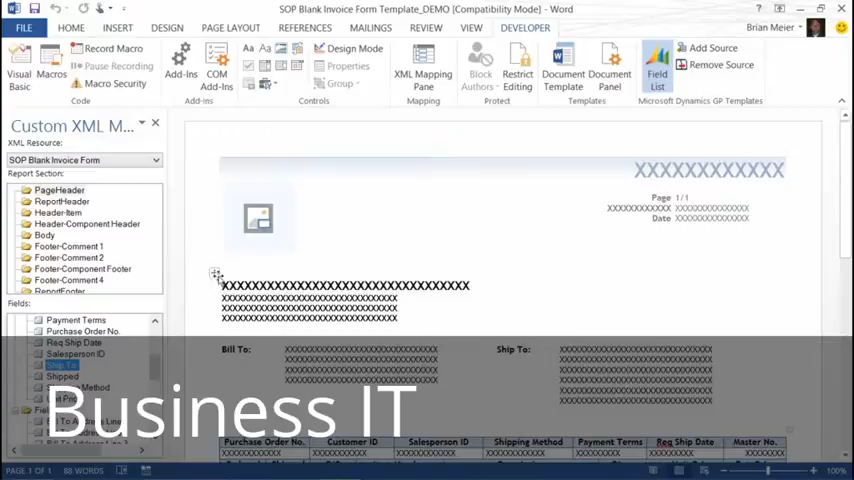 SOP Blank Invoice Form Template_DEMO [Compatibility Mode] - Word
FILE HOME INSERT DESIGN PAGE LAYOUT REFERENCES MAILINGS REVIEW VIEW DEVELOPER Brian Meier
Visual Basic
Macros
Record Macro
Pause Recording
Macro Security
Add-Ins
COM Add-Ins
Design Mode
Properties
Group
XML Mapping Pane
Block Authors
Restrict Editing
Document Template
Document Panel
Field List
Add Source
Remove Source
Code Add-ins Controls Mapping Protect Templates Microsoft Dynamics GP Templates
Custom XML M...
XML Resource:
SOP Blank Invoice Form
Report Section:
PageHeader
ReportHeader
Header-Item
Header-Component Header
Body
Footer-Comment 1
Footer-Comment 2
Footer-Component Footer
Footer-Comment 4
ReportFooter
Fields:
Payment Terms
Purchase Order No.
Req Ship Date
Salesperson ID
Ship To:
Shipped
XXXXXXXXXXXX
Page 1/1
XXXXXXXXXXXX XXXXXXXXXXXXXXX
Date XXXXXXXXXXXXXXX
Bill To:
Ship To:
Business IT
Purchase Order No. Customer ID Salesperson ID Shipping Method Payment Terms Req Ship Date Master No.
PAGE 1 OF 1 88 WORDS 100%